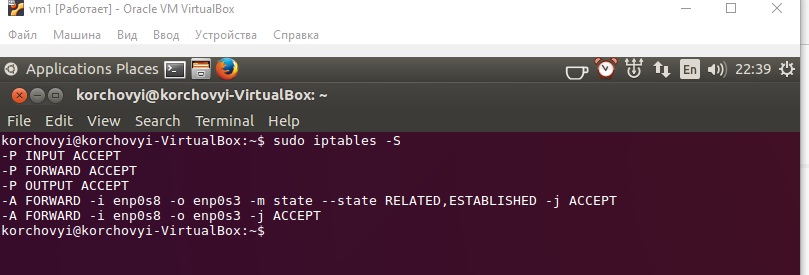 vm1 [Работает] - Oracle VM VirtualBox
Файл Машина Вид Ввод Устройства Справка
Applications Places En 22:39
korchovyi@korchovyi-VirtualBox: ~
File Edit View Search Terminal Help
korchovyi@korchovyi-VirtualBox:~$ sudo iptables -S
-P INPUT ACCEPT
-P FORWARD ACCEPT
-P OUTPUT ACCEPT
-A FORWARD -i enp0s8 -o enp0s3 -m state --state RELATED,ESTABLISHED -j ACCEPT
-A FORWARD -i enp0s8 -o enp0s3 -j ACCEPT
korchovyi@korchovyi-VirtualBox:~$